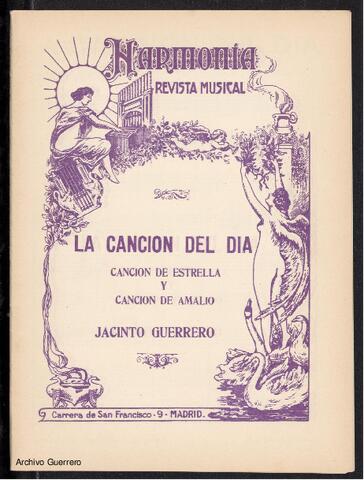 HARMONÍA
REVISTA MUSICAL
LA CANCION DEL DIA
CANCION DE ESTRELLA
Y
CANCION DE AMALIO
JACINTO GUERRERO
Carrera de San Francisco - 9 - MADRID.
Archivo Guerrero